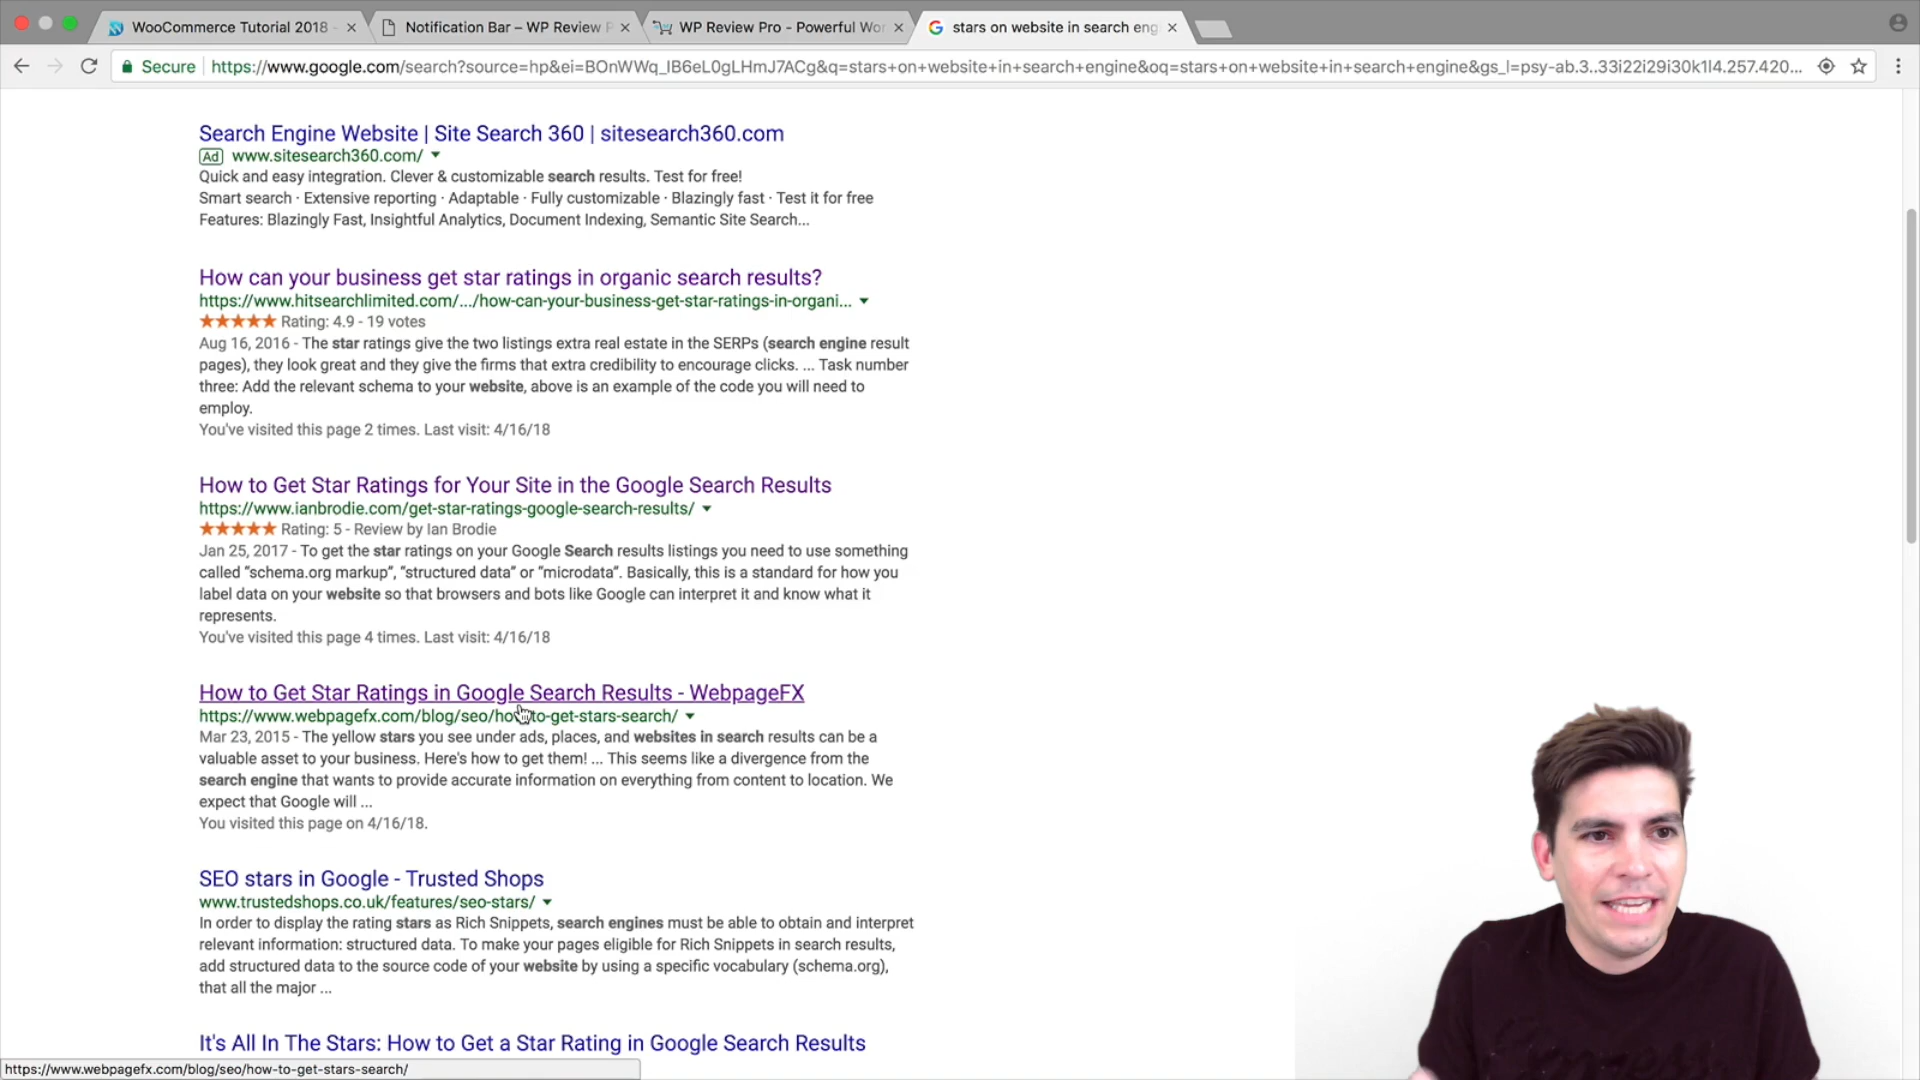 WooCommerce Tutorial 2018 -
Notification Bar – WP Review P
WP Review Pro - Powerful Wor
stars on website in search eng
Secure
https://www.google.com/search?source=hp&ei=BOnWWq_IB6eL0gLHmJ7ACg&q=stars+on+website+in+search+engine&oq=stars+on+website+in+search+engine&gs_l=psy-ab.3..33i22i29i30k1l4.257.420...
Search Engine Website | Site Search 360 | sitesearch360.com
Ad www.sitesearch360.com/
Quick and easy integration. Clever & customizable search results. Test for free!
Smart search · Extensive reporting · Adaptable · Fully customizable · Blazingly fast · Test it for free
Features: Blazingly Fast, Insightful Analytics, Document Indexing, Semantic Site Search...
How can your business get star ratings in organic search results?
https://www.hitsearchlimited.com/.../how-can-your-business-get-star-ratings-in-organi...
Rating: 4.9 - 19 votes
Aug 16, 2016 - The star ratings give the two listings extra real estate in the SERPs (search engine result
pages), they look great and they give the firms that extra credibility to encourage clicks. ... Task number
three: Add the relevant schema to your website, above is an example of the code you will need to
employ.
You've visited this page 2 times. Last visit: 4/16/18
How to Get Star Ratings for Your Site in the Google Search Results
https://www.ianbrodie.com/get-star-ratings-google-search-results/
Rating: 5 - Review by Ian Brodie
Jan 25, 2017 - To get the star ratings on your Google Search results listings you need to use something
called “schema.org markup”, “structured data” or “microdata”. Basically, this is a standard for how you
label data on your website so that browsers and bots like Google can interpret it and know what it
represents.
You've visited this page 4 times. Last visit: 4/16/18
How to Get Star Ratings in Google Search Results - WebpageFX
https://www.webpagefx.com/blog/seo/how-to-get-stars-search/
Mar 23, 2015 - The yellow stars you see under ads, places, and websites in search results can be a
valuable asset to your business. Here's how to get them! ... This seems like a divergence from the
search engine that wants to provide accurate information on everything from content to location. We
expect that Google will ...
You visited this page on 4/16/18.
SEO stars in Google - Trusted Shops
www.trustedshops.co.uk/features/seo-stars/
In order to display the rating stars as Rich Snippets, search engines must be able to obtain and interpret
relevant information: structured data. To make your pages eligible for Rich Snippets in search results,
add structured data to the source code of your website by using a specific vocabulary (schema.org),
that all the major ...
It's All In The Stars: How to Get a Star Rating in Google Search Results
https://www.webpagefx.com/blog/seo/how-to-get-stars-search/